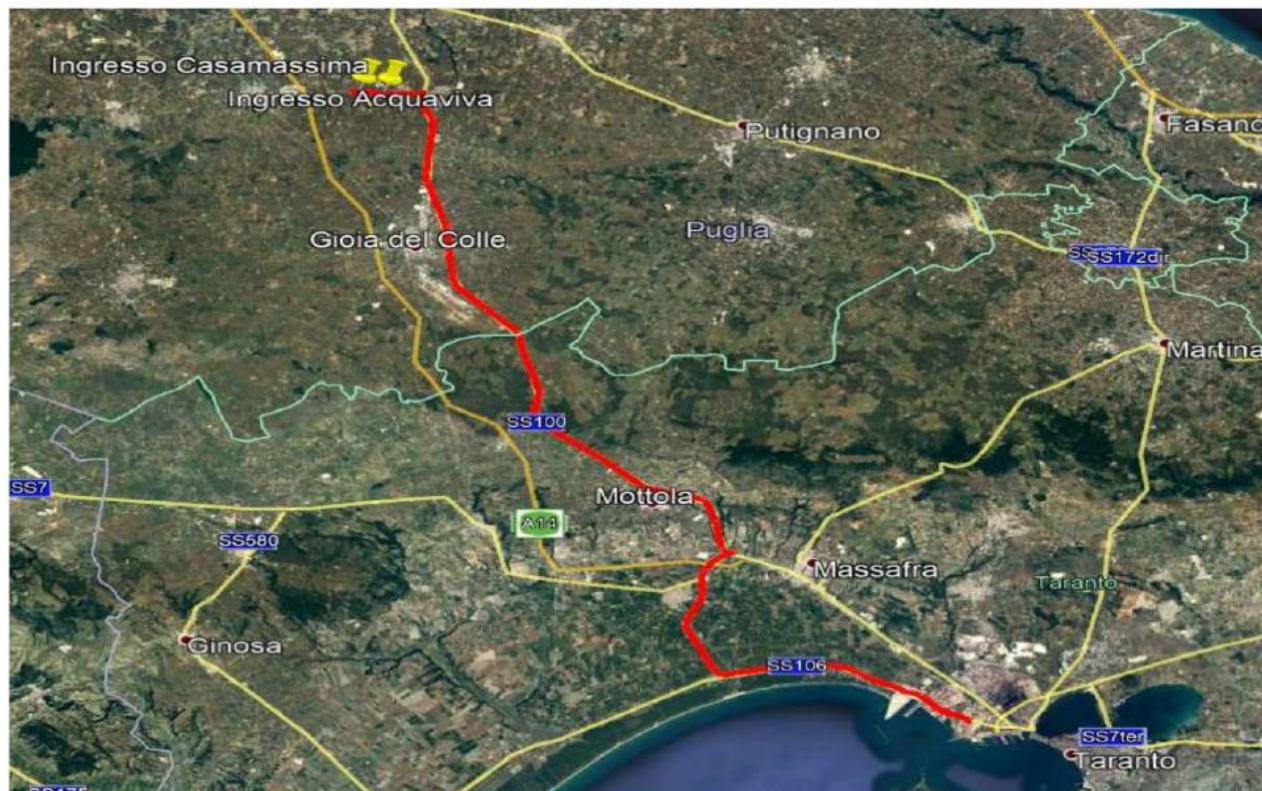 Ingresso Casamassima
Ingresso Acquaviva
Fasano
Putignano
Puglia
Gioia del Colle
SS172dir
Martina
SS100
SS7
Mottola
A14
SS580
Massafra
Taranto
Ginosa
SS106
SS7ter
Taranto